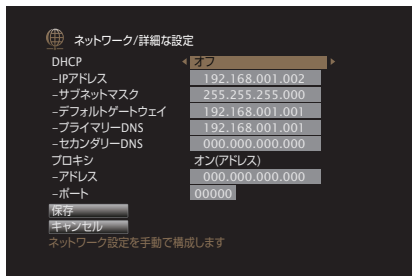 ネットワーク/詳細な設定
DHCP オフ
-IPアドレス 192.168.001.002
-サブネットマスク 255.255.255.000
-デフォルトゲートウェイ 192.168.001.001
-プライマリーDNS 192.168.001.001
-セカンダリーDNS 000.000.000.000
プロキシ オン(アドレス)
-アドレス 000.000.000.000
-ポート 00000
保存
キャンセル
ネットワーク設定を手動で構成します